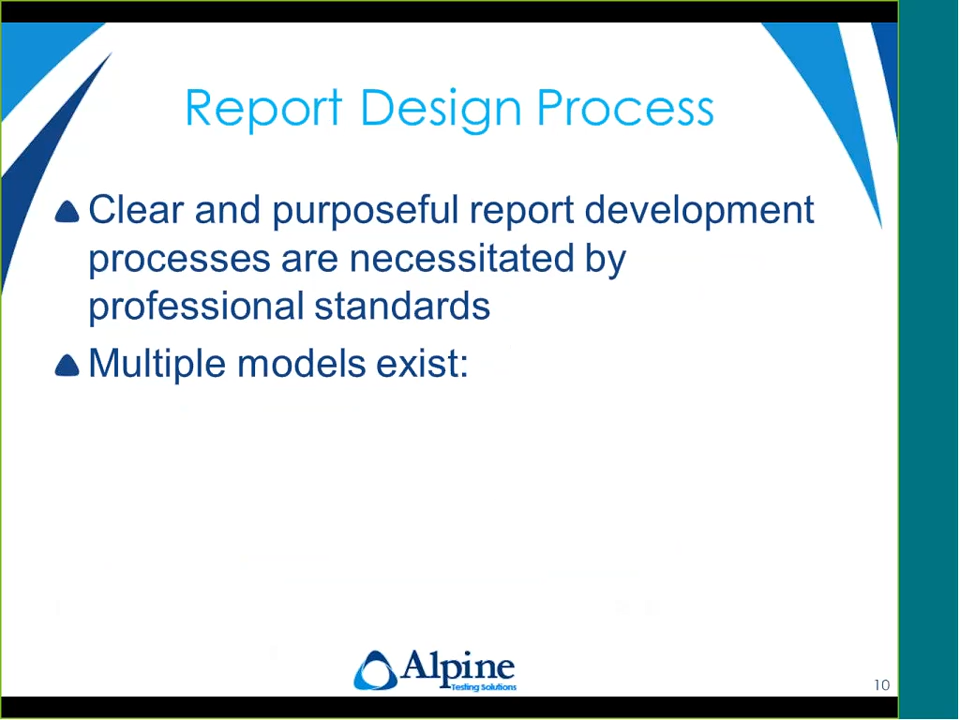 Report Design Process
Clear and purposeful report development
processes are necessitated by
professional standards
Multiple models exist:
Alpine
Testing Solutions
10